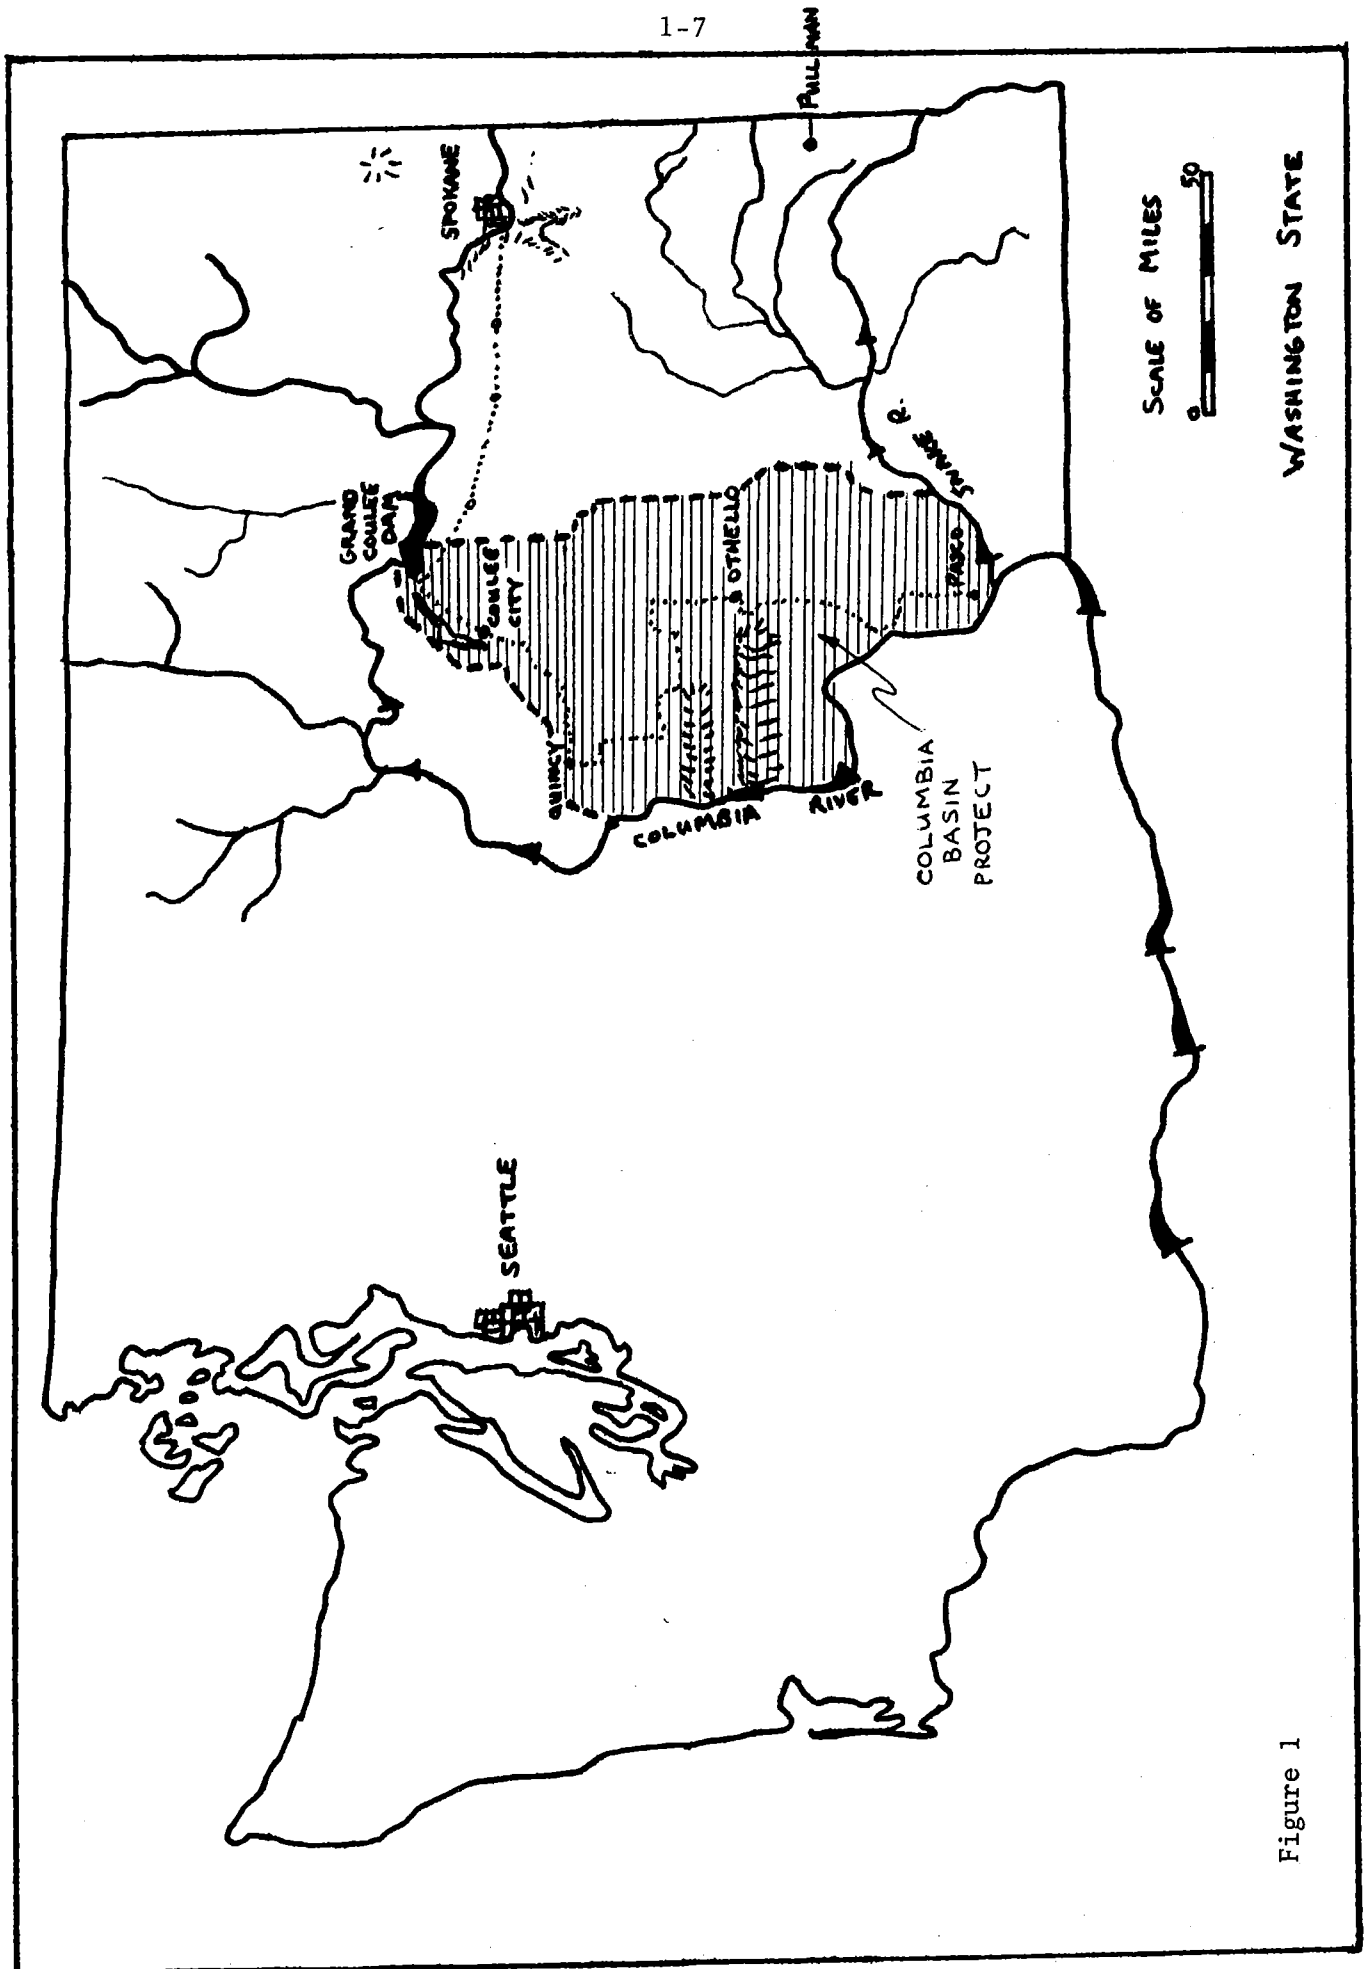 1-7
PULLMAN
SPOKANE
GRAND
COULEE
DAM
COULEE
CITY
QUINCY
OTHELLO
PASCO
SNAKE R.
COLUMBIA RIVER
COLUMBIA
BASIN
PROJECT
SEATTLE
SCALE OF MILES
0 50
WASHINGTON STATE
Figure 1